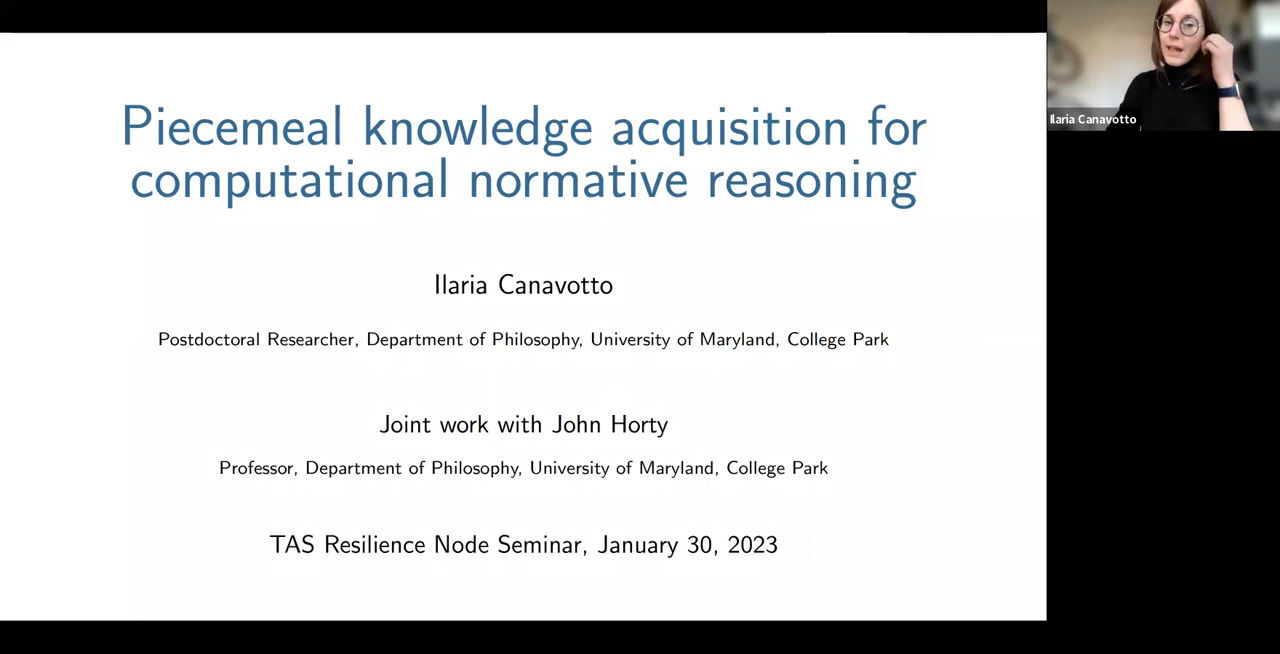 Piecemeal knowledge acquisition for
computational normative reasoning
Ilaria Canavotto
Postdoctoral Researcher, Department of Philosophy, University of Maryland, College Park
Joint work with John Horty
Professor, Department of Philosophy, University of Maryland, College Park
TAS Resilience Node Seminar, January 30, 2023
Ilaria Canavotto